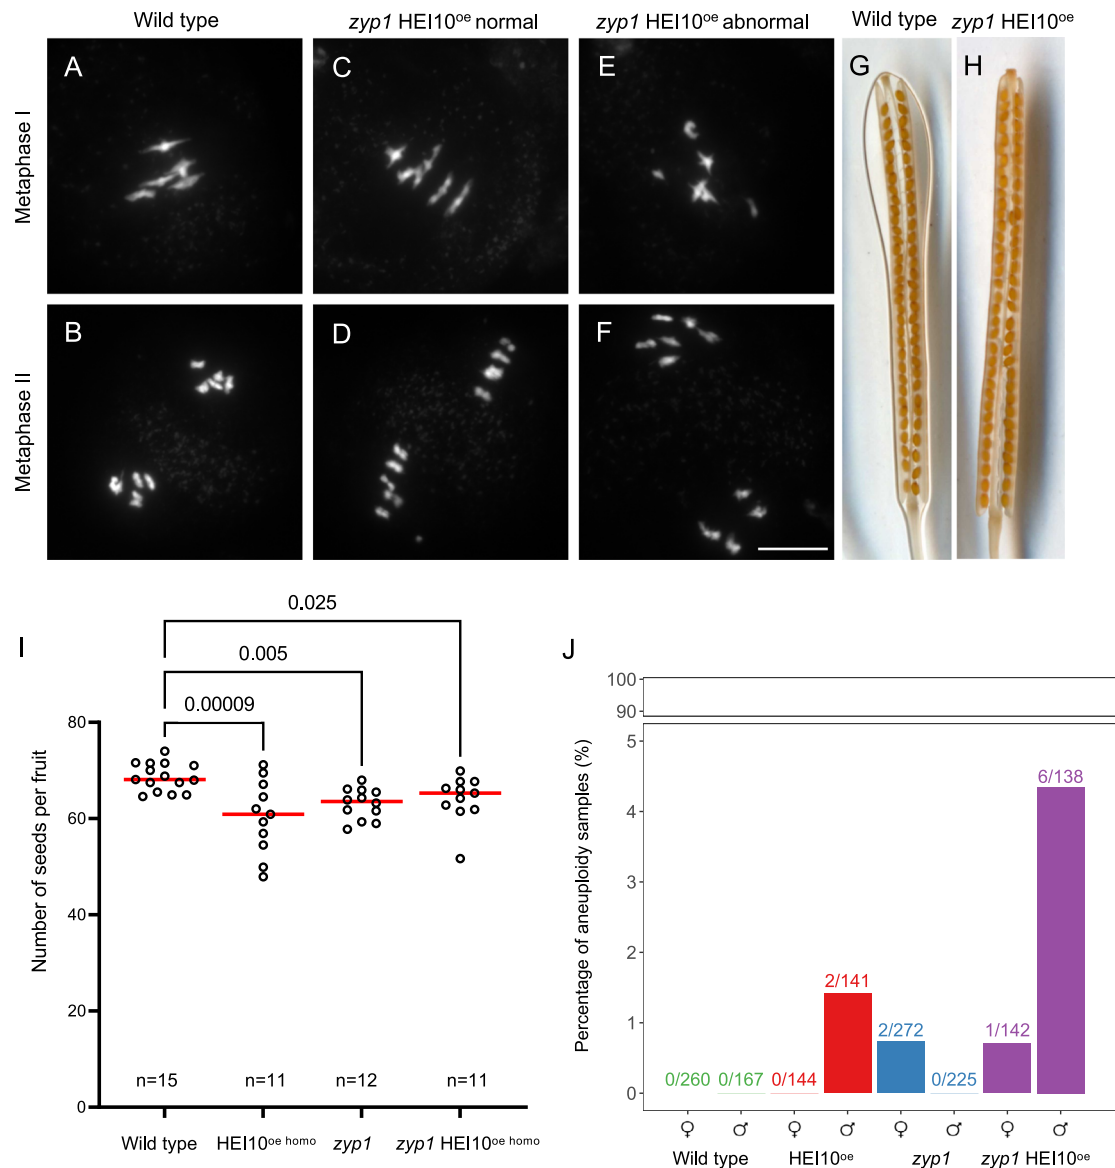 Wild type
zyp1 HEI10oe normal
zyp1 HEI10oe abnormal
Wild type
zyp1 HEI10oe
Metaphase I
A
C
E
G
H
Metaphase II
B
D
F
I
0.025
0.005
0.00009
Number of seeds per fruit
80
60
40
20
0
n=15
n=11
n=12
n=11
Wild type
HEI10oe homo
zyp1
zyp1 HEI10oe homo
J
Percentage of aneuploidy samples (%)
100
90
5
4
3
2
1
0
0/260
0/167
0/144
2/141
2/272
0/225
1/142
6/138
♀ ♂ ♀ ♂ ♀ ♂ ♀ ♂
Wild type
HEI10oe
zyp1
zyp1 HEI10oe